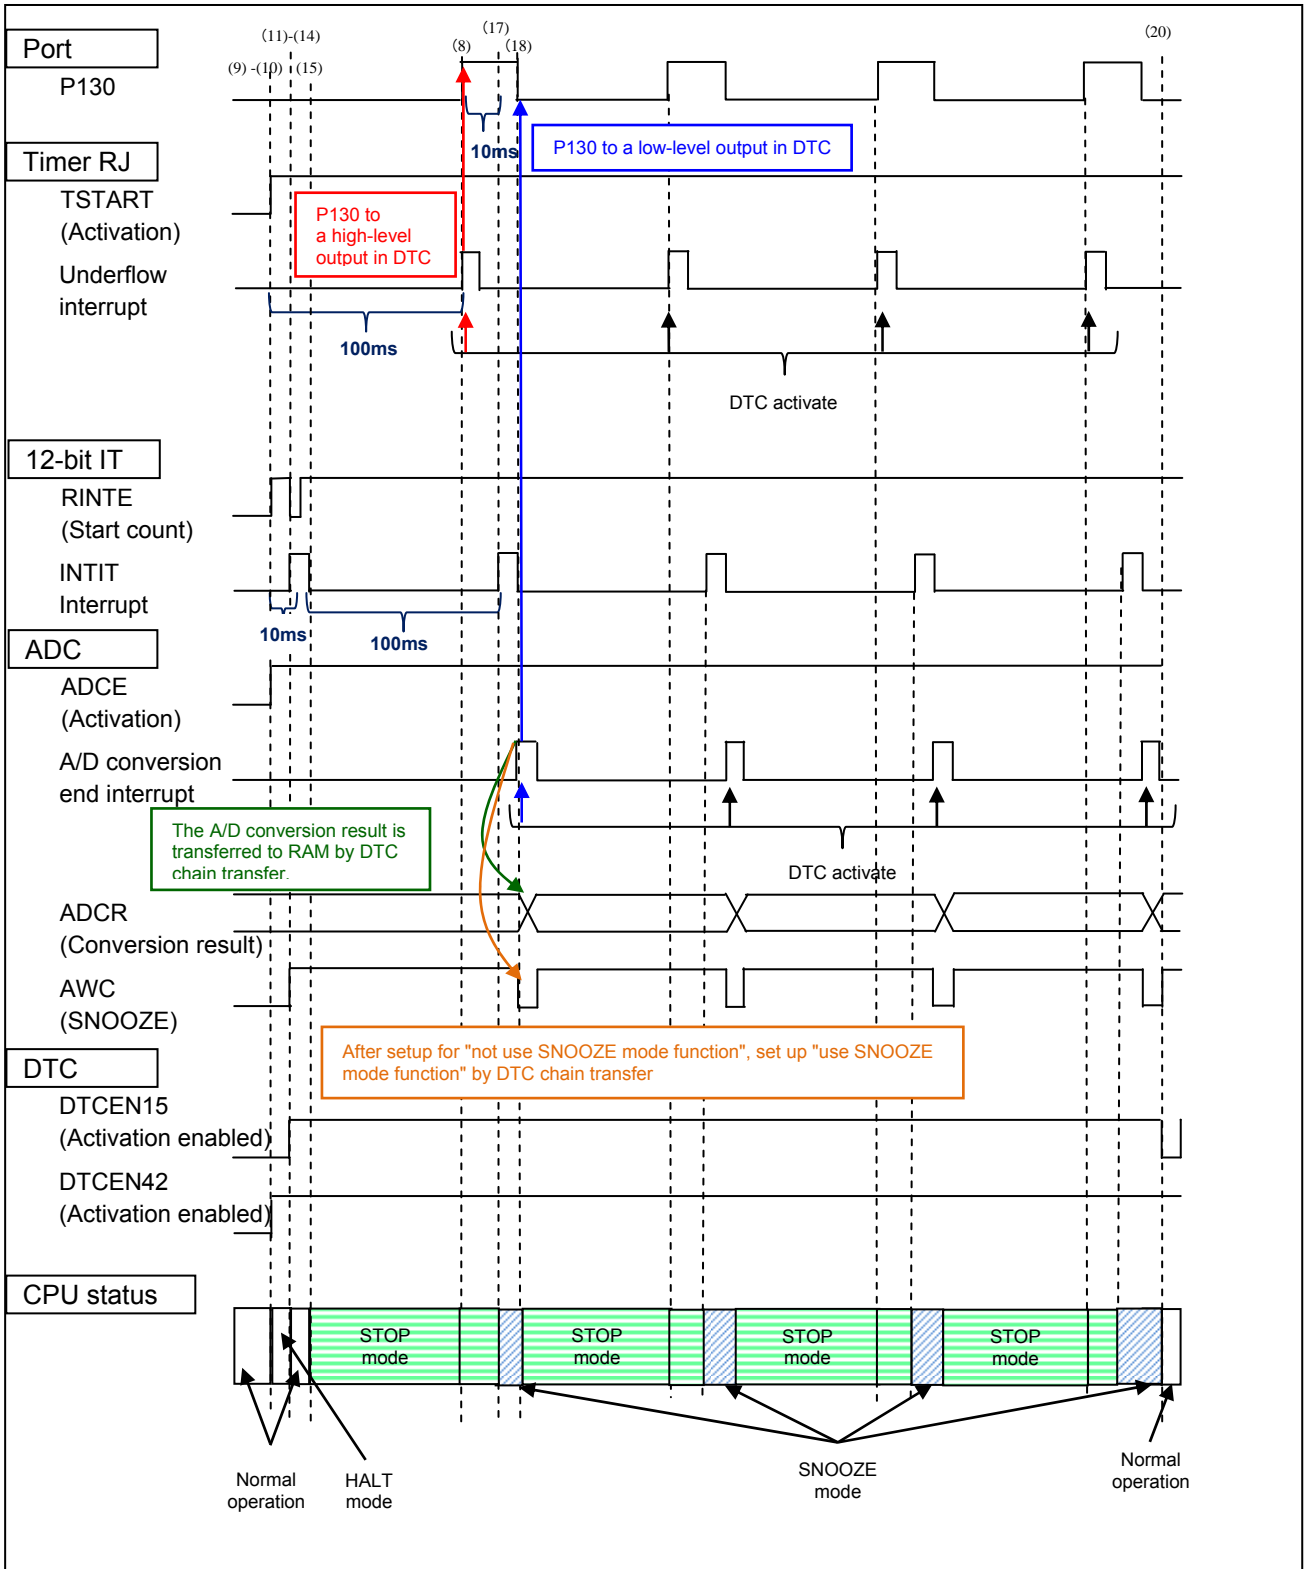 Port
(11)-(14)
(17)
(8)
(18)
(20)
(9) -(10)
(15)
P130
10ms
P130 to a low-level output in DTC
Timer RJ
TSTART
(Activation)
P130 to
a high-level
output in DTC
Underflow
interrupt
100ms
DTC activate
12-bit IT
RINTE
(Start count)
INTIT
Interrupt
10ms
100ms
ADC
ADCE
(Activation)
A/D conversion
end interrupt
The A/D conversion result is
transferred to RAM by DTC
chain transfer.
DTC activate
ADCR
(Conversion result)
AWC
(SNOOZE)
After setup for "not use SNOOZE mode function", set up "use SNOOZE
mode function" by DTC chain transfer
DTC
DTCEN15
(Activation enabled)
DTCEN42
(Activation enabled)
CPU status
STOP
mode
STOP
mode
STOP
mode
STOP
mode
Normal
operation
HALT
mode
SNOOZE
mode
Normal
operation